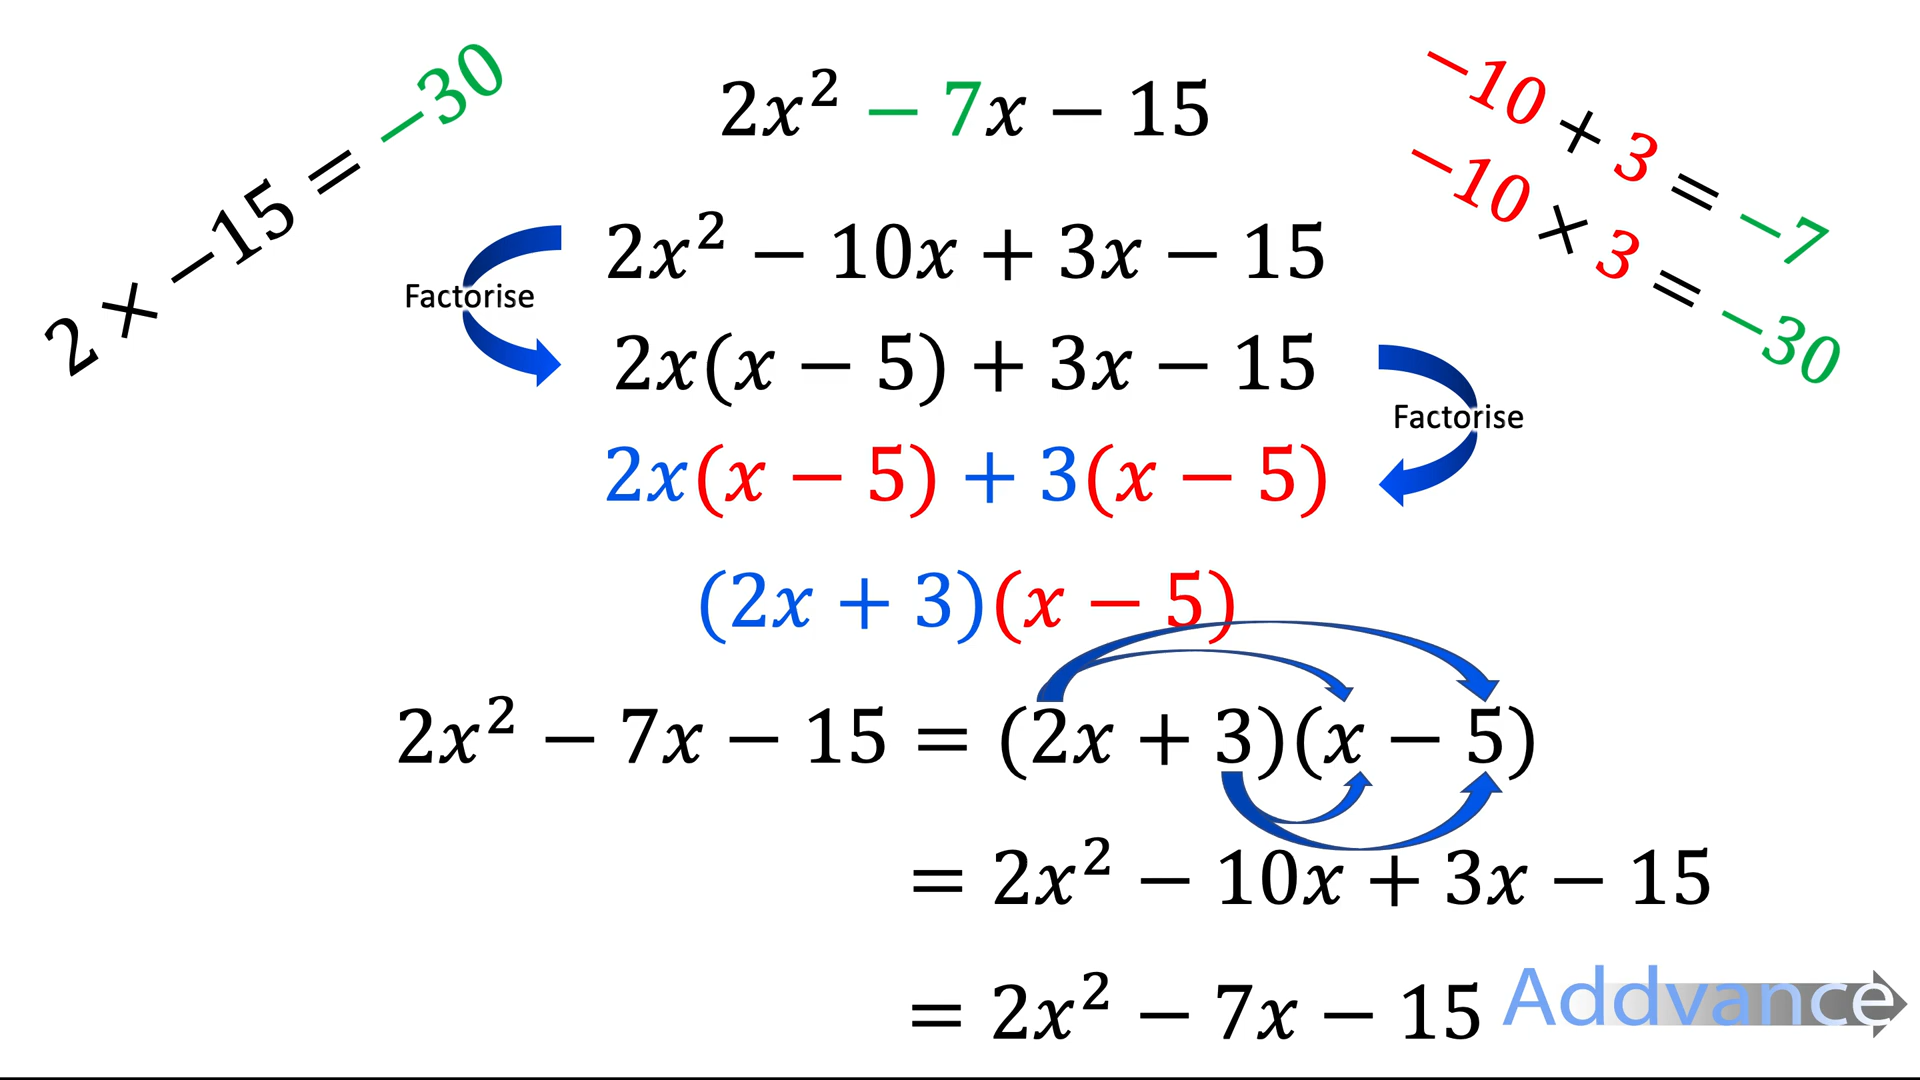 2 × −15 = −30
2x² − 7x − 15
−10 + 3 = −7
−10 × 3 = −30
2x² − 10x + 3x − 15
Factorise
2x(x − 5) + 3x − 15
Factorise
2x(x − 5) + 3(x − 5)
(2x + 3)(x − 5)
2x² − 7x − 15 = (2x + 3)(x − 5)
= 2x² − 10x + 3x − 15
= 2x² − 7x − 15
Addvance